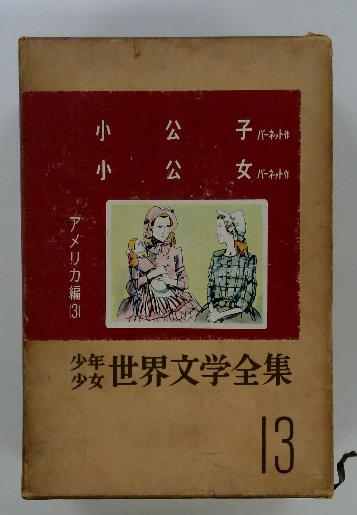 小公子 バーネット作
小公女 バーネット作
アメリカ編(3)
少年少女 世界文学全集
13